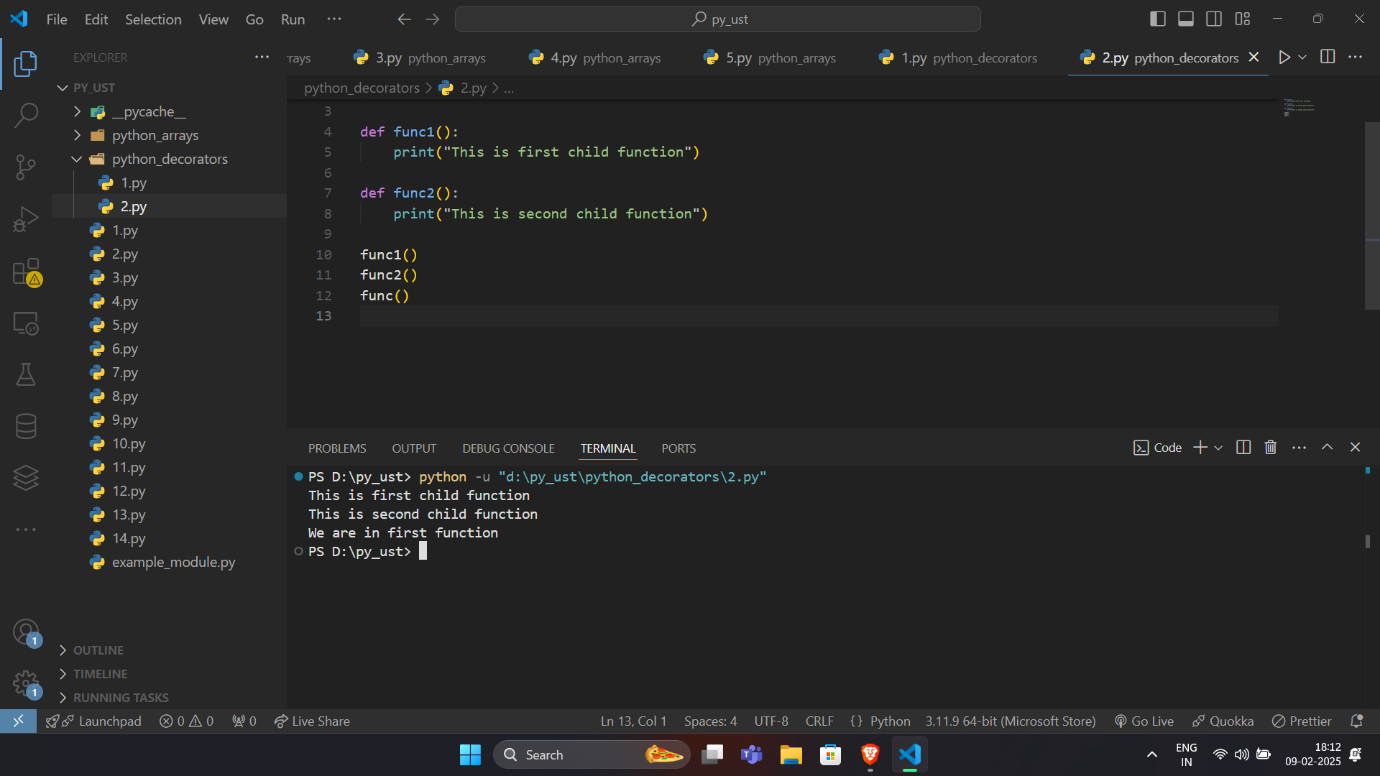 File Edit Selection View Go Run ··· py_ust
EXPLORER ···
PY_UST
__pycache__
python_arrays
python_decorators
1.py
2.py
1.py
2.py
3.py
4.py
5.py
6.py
7.py
8.py
9.py
10.py
11.py
12.py
13.py
14.py
example_module.py
OUTLINE
TIMELINE
RUNNING TASKS
1
1
rrays 3.py python_arrays 4.py python_arrays 5.py python_arrays 1.py python_decorators 2.py python_decorators
python_decorators > 2.py > ...
3
4 def func1():
5 print("This is first child function")
6
7 def func2():
8 print("This is second child function")
9
10 func1()
11 func2()
12 func()
13
PROBLEMS OUTPUT DEBUG CONSOLE TERMINAL PORTS Code
PS D:\py_ust> python -u "d:\py_ust\python_decorators\2.py"
This is first child function
This is second child function
We are in first function
PS D:\py_ust>
Launchpad 0 0 0 Live Share Ln 13, Col 1 Spaces: 4 UTF-8 CRLF {} Python 3.11.9 64-bit (Microsoft Store) Go Live Quokka Prettier
Search
ENG
IN
18:12
09-02-2025